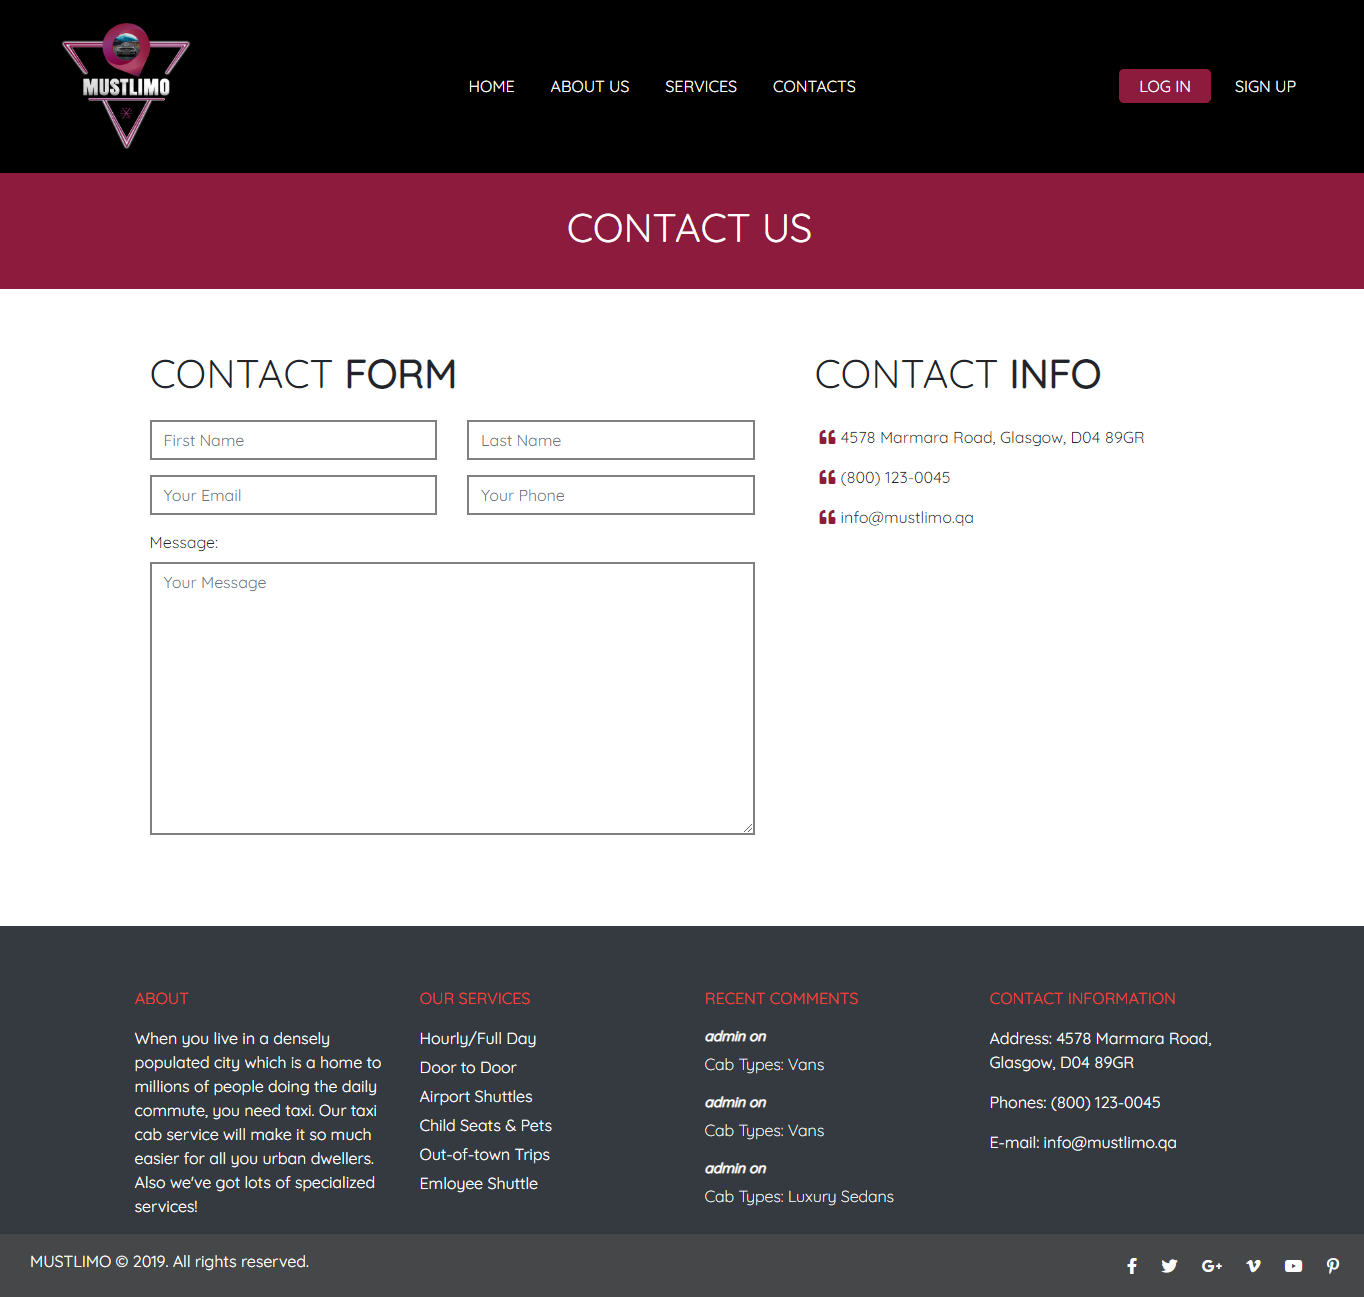 MUSTLIMO
HOME ABOUT US SERVICES CONTACTS
LOG IN SIGN UP
CONTACT US
CONTACT FORM
First Name
Last Name
Your Email
Your Phone
Message:
Your Message
CONTACT INFO
4578 Marmara Road, Glasgow, D04 89GR
(800) 123-0045
info@mustlimo.qa
ABOUT
When you live in a densely
populated city which is a home to
millions of people doing the daily
commute, you need taxi. Our taxi
cab service will make it so much
easier for all you urban dwellers.
Also we've got lots of specialized
services!
OUR SERVICES
Hourly/Full Day
Door to Door
Airport Shuttles
Child Seats & Pets
Out-of-town Trips
Emloyee Shuttle
RECENT COMMENTS
admin on
Cab Types: Vans
admin on
Cab Types: Vans
admin on
Cab Types: Luxury Sedans
CONTACT INFORMATION
Address: 4578 Marmara Road,
Glasgow, D04 89GR
Phones: (800) 123-0045
E-mail: info@mustlimo.qa
MUSTLIMO © 2019. All rights reserved.